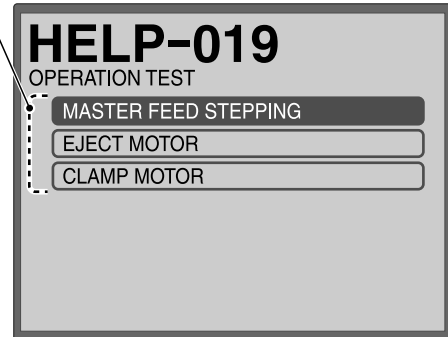 HELP-019
OPERATION TEST
MASTER FEED STEPPING
EJECT MOTOR
CLAMP MOTOR